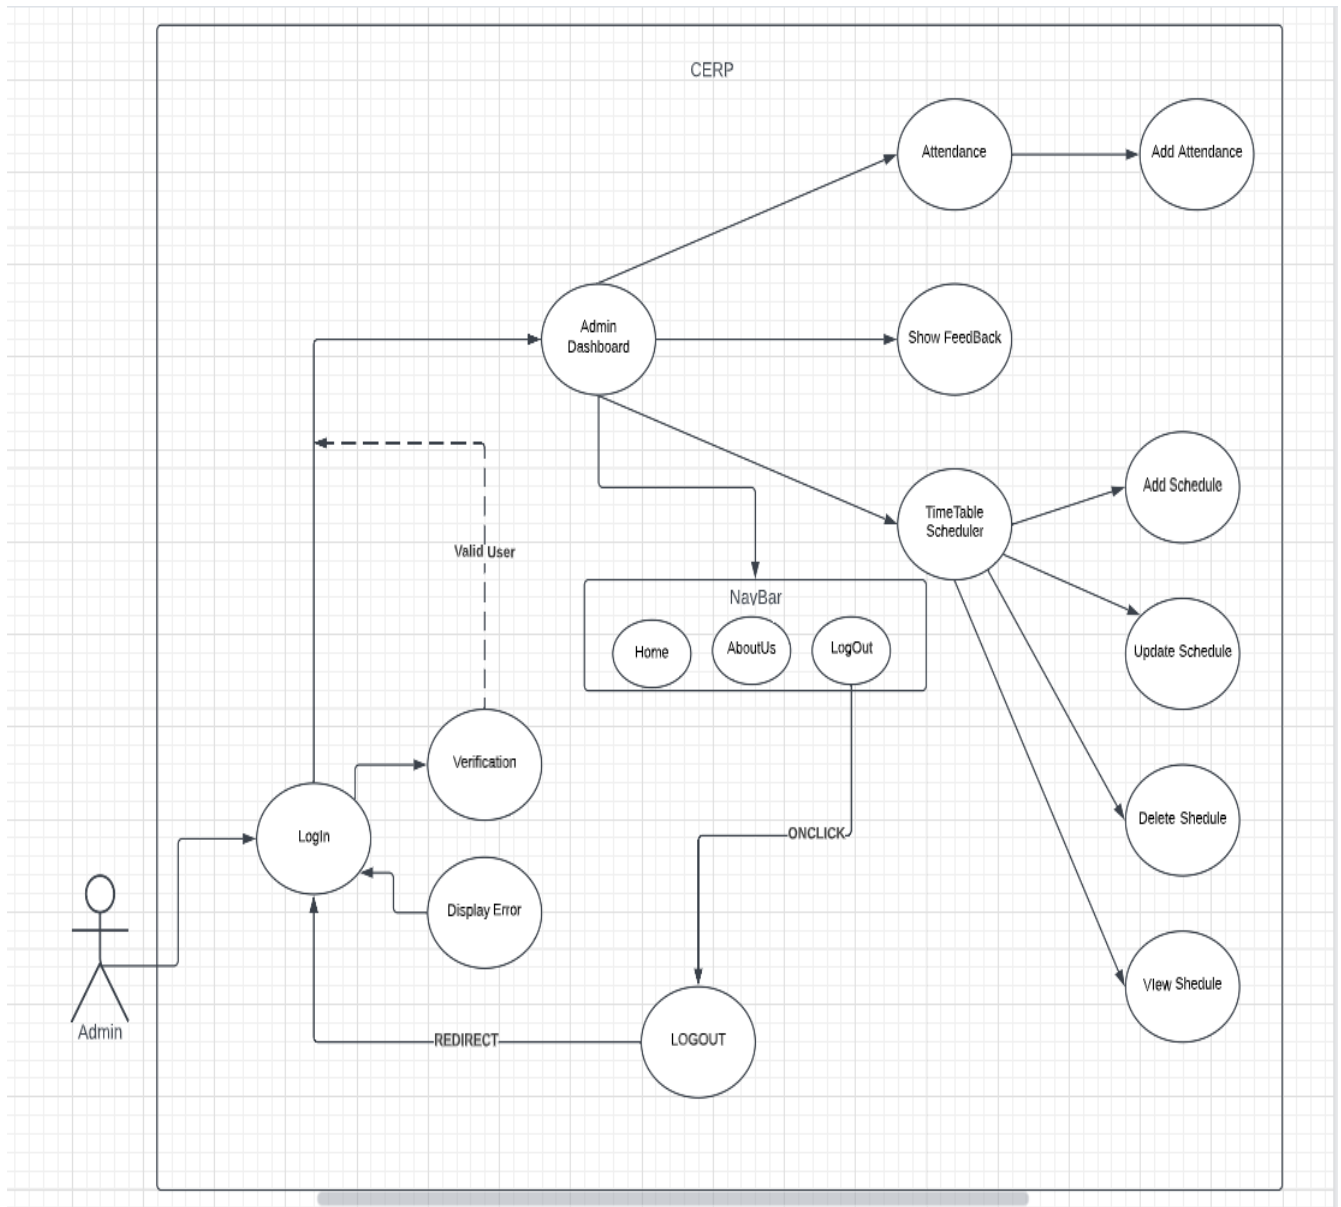 CERP
Attendance
Add Attendance
Admin
Dashboard
Show FeedBack
Add Schedule
TimeTable
Scheduler
Valid User
NavBar
Home
AboutUs
LogOut
Update Schedule
Verification
LogIn
ONCLICK
Delete Shedule
Display Error
VIew Shedule
Admin
REDIRECT
LOGOUT